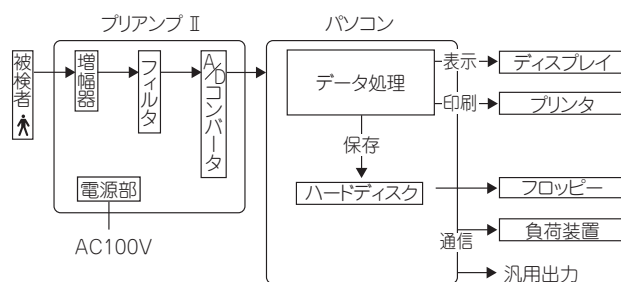 プリアンプ Ⅱ
パソコン
被検者
増幅器
フィルタ
A/Dコンバータ
電源部
AC100V
データ処理
表示
ディスプレイ
印刷
プリンタ
保存
ハードディスク
フロッピー
通信
負荷装置
汎用出力